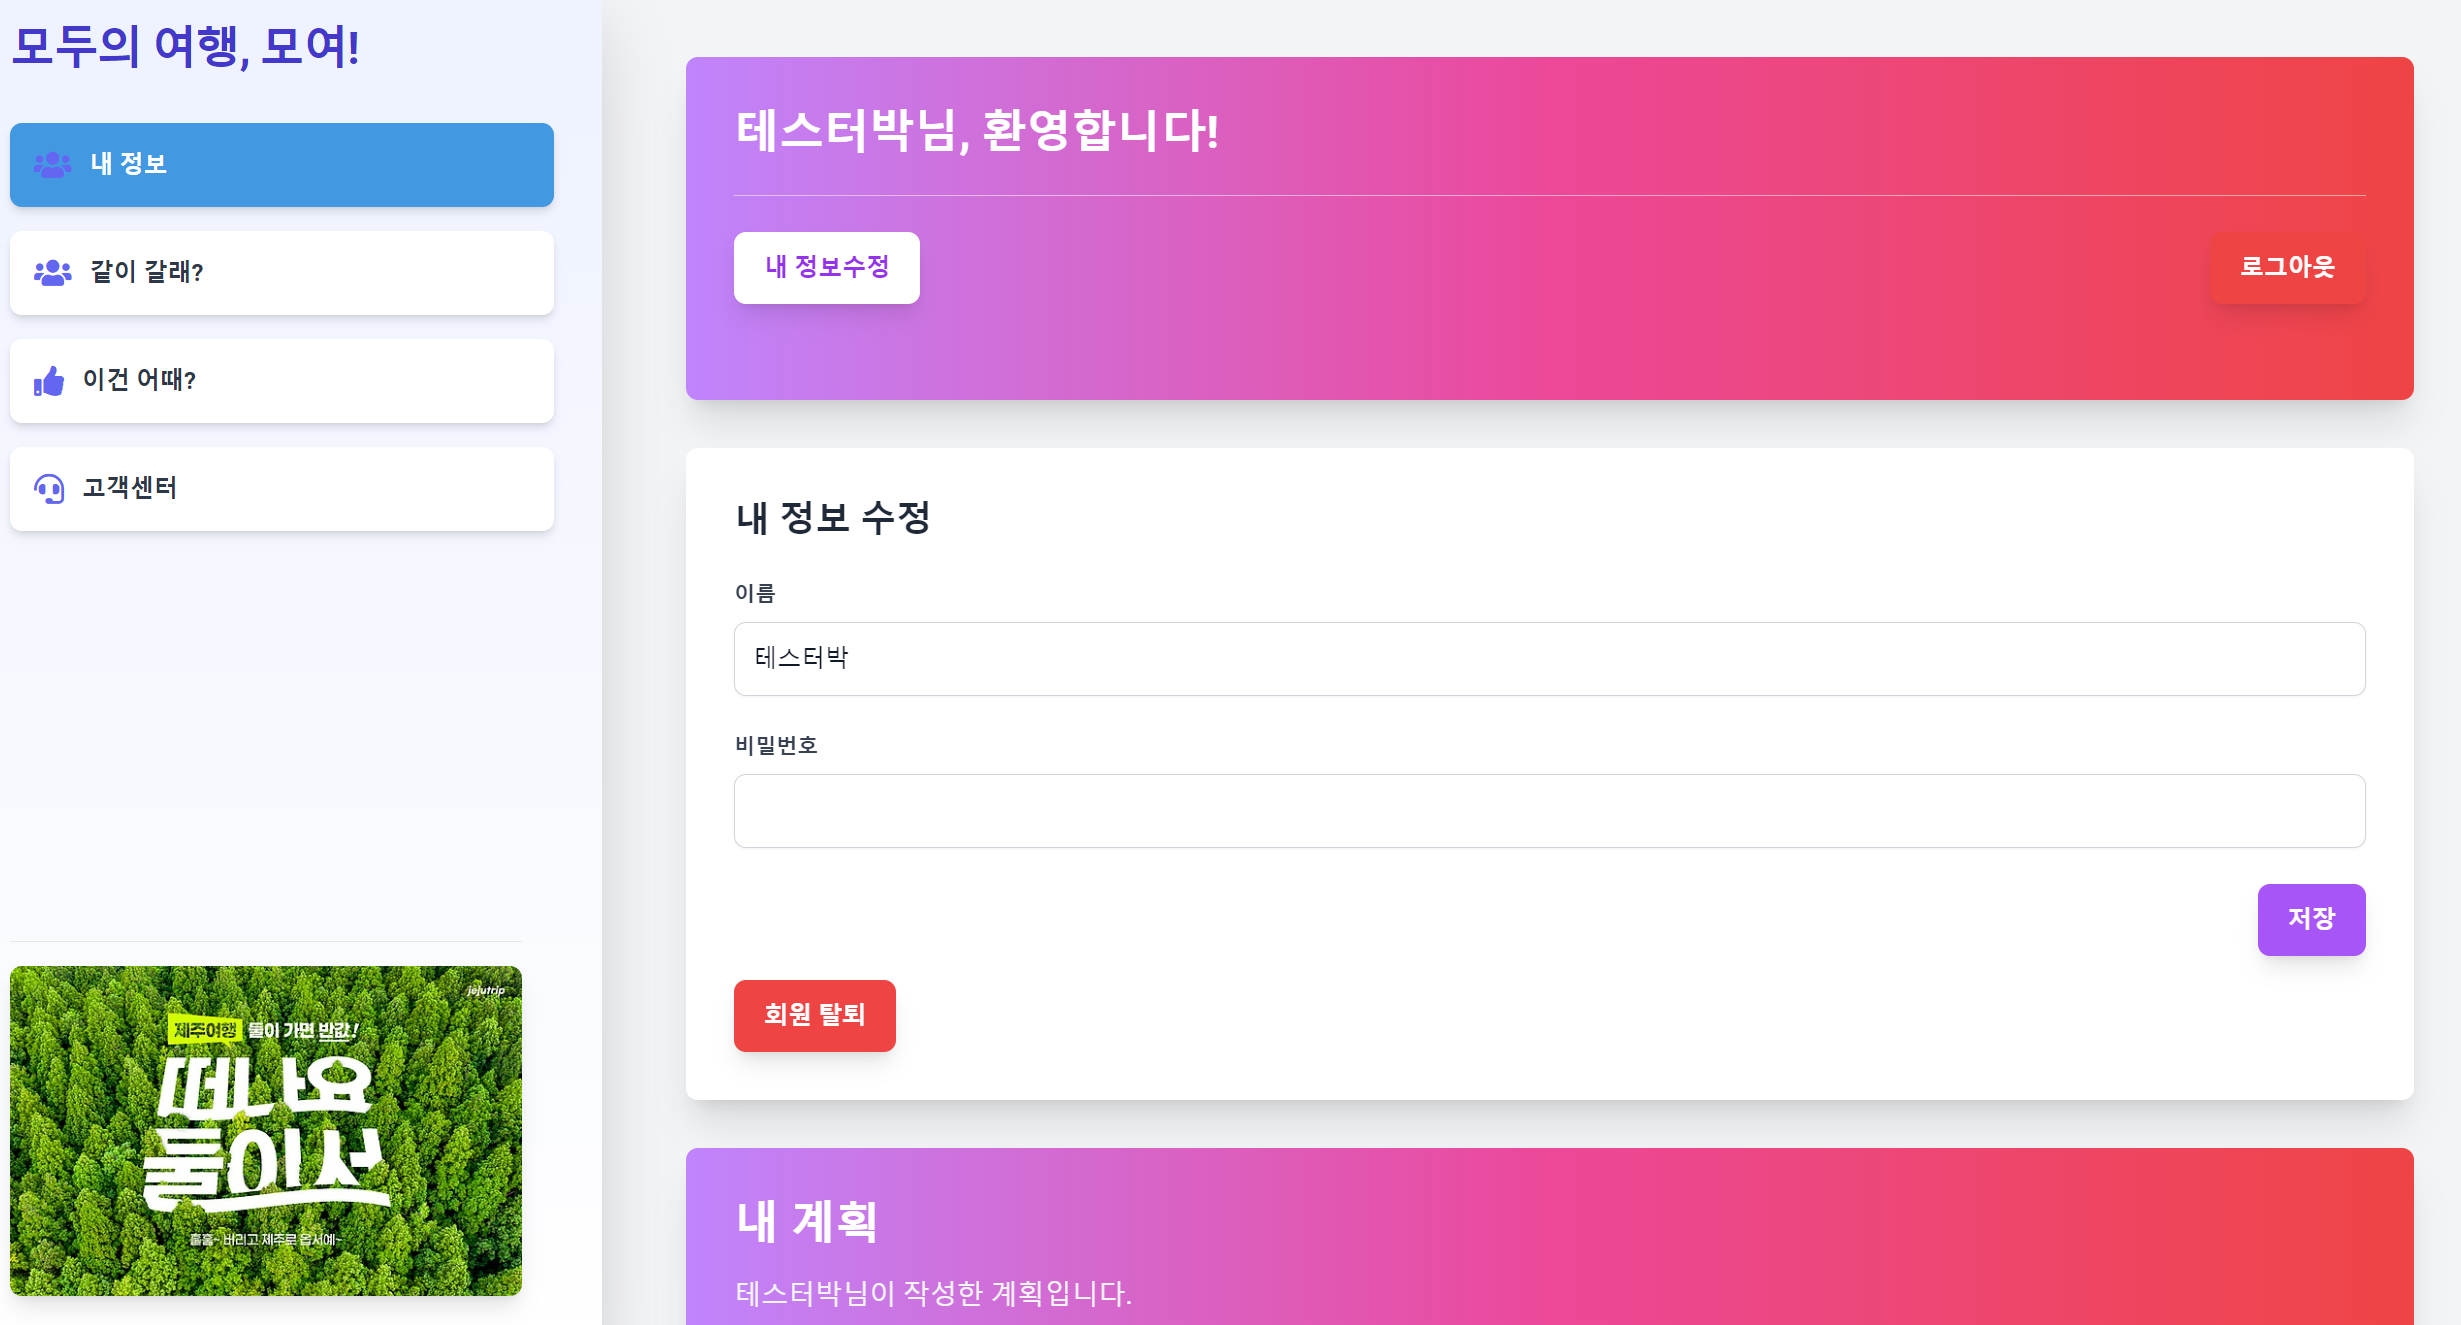 모두의 여행, 모여!
내 정보
같이 갈래?
이건 어때?
고객센터
jejutrip
제주여행 둘이 가면 반값!
떠나요
둘이서
훌훌~ 버리고 제주로 옵서예~
테스터박님, 환영합니다!
내 정보수정
로그아웃
내 정보 수정
이름
테스터박
비밀번호
저장
회원 탈퇴
내 계획
테스터박님이 작성한 계획입니다.